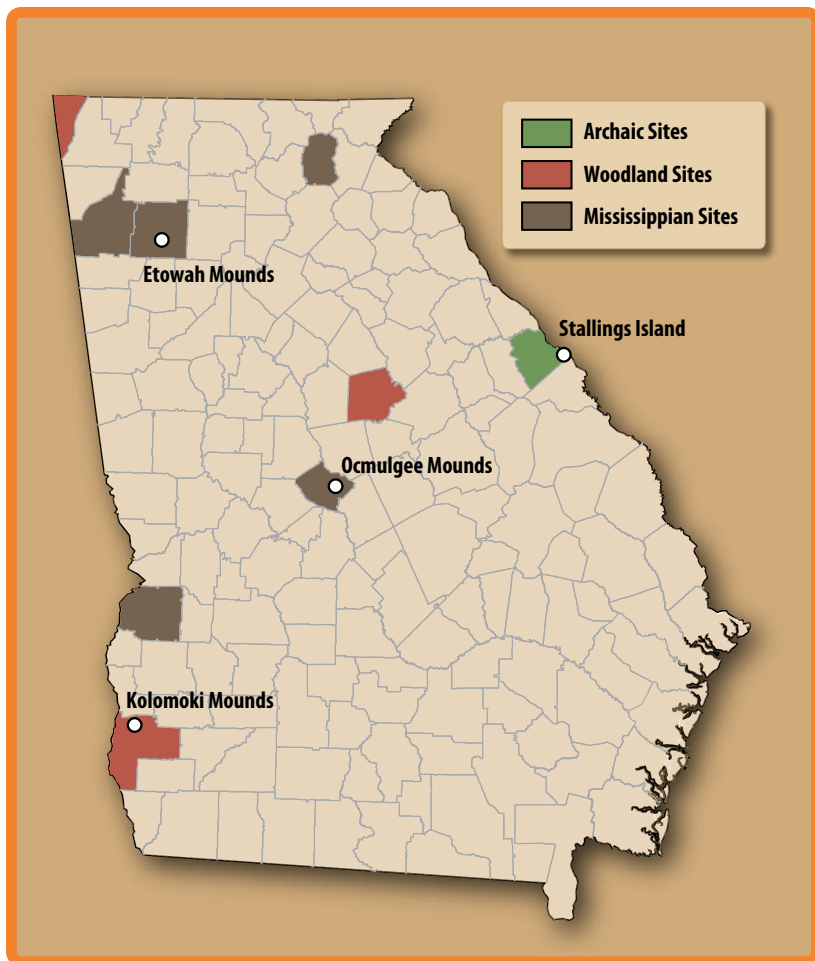 Archaic Sites
Woodland Sites
Mississippian Sites
Etowah Mounds
Stallings Island
Ocmulgee Mounds
Kolomoki Mounds